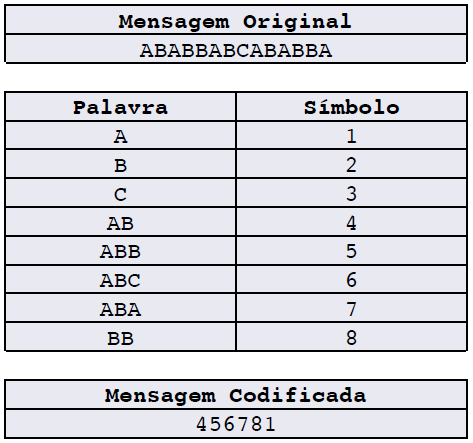 Mensagem Original
ABABBABCABABBA
Palavra Símbolo
A 1
B 2
C 3
AB 4
ABB 5
ABC 6
ABA 7
BB 8
Mensagem Codificada
456781